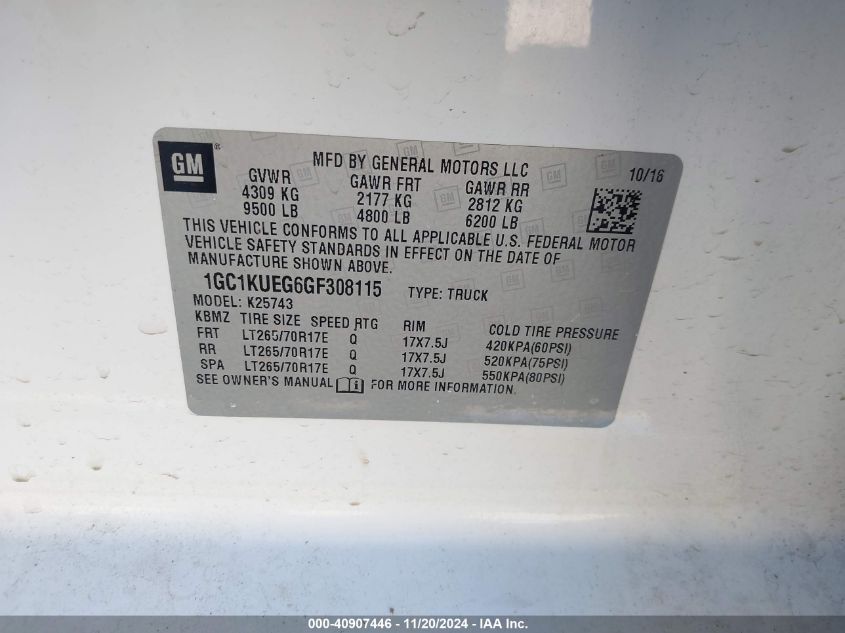 GM ®
MFD BY GENERAL MOTORS LLC 10/16
GVWR GAWR FRT GAWR RR
4309 KG 2177 KG 2812 KG
9500 LB 4800 LB 6200 LB
THIS VEHICLE CONFORMS TO ALL APPLICABLE U.S. FEDERAL MOTOR
VEHICLE SAFETY STANDARDS IN EFFECT ON THE DATE OF
MANUFACTURE SHOWN ABOVE.
1GC1KUEG6GF308115 TYPE: TRUCK
MODEL: K25743
KBMZ TIRE SIZE SPEED RTG RIM COLD TIRE PRESSURE
FRT LT265/70R17E Q 17X7.5J 420KPA(60PSI)
RR LT265/70R17E Q 17X7.5J 520KPA(75PSI)
SPA LT265/70R17E Q 17X7.5J 550KPA(80PSI)
SEE OWNER'S MANUAL FOR MORE INFORMATION.
000-40907446 - 11/20/2024 - IAA Inc.